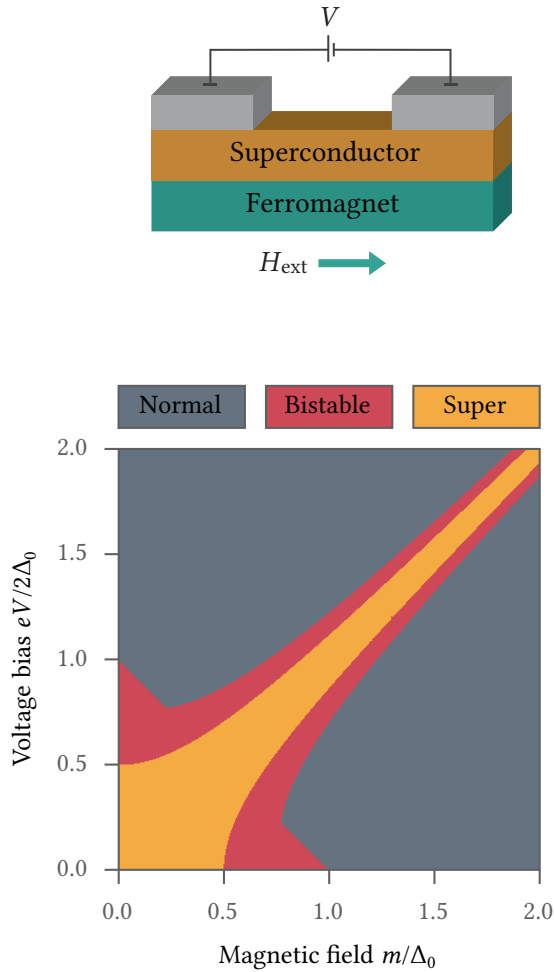 V
Superconductor
Ferromagnet
H_ext
Normal Bistable Super
2.0
1.5
1.0
0.5
0.0
Voltage bias eV/2Δ₀
0.0 0.5 1.0 1.5 2.0
Magnetic field m/Δ₀